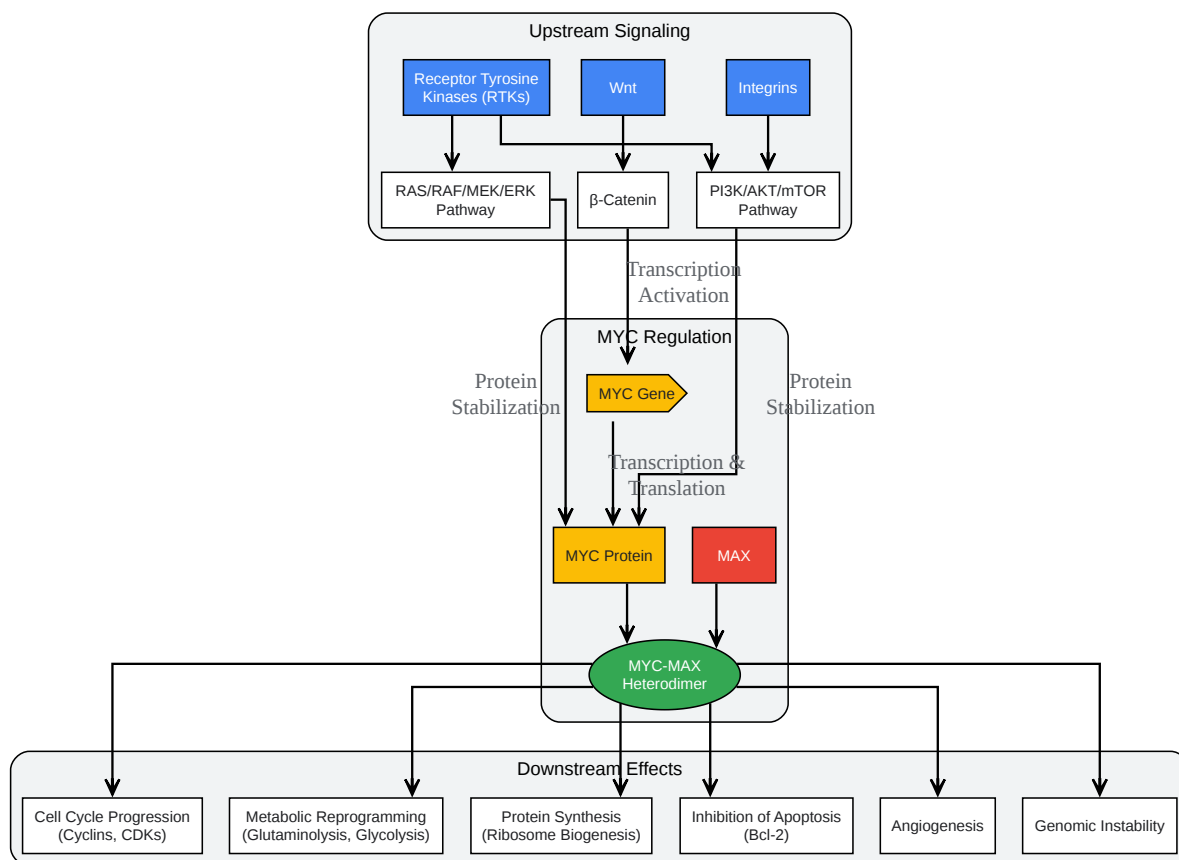 Upstream Signaling
Receptor Tyrosine
Kinases (RTKs)
Wnt
Integrins
RAS/RAF/MEK/ERK
Pathway
β-Catenin
PI3K/AKT/mTOR
Pathway
Transcription
Activation
MYC Regulation
Protein
Stabilization
MYC Gene
Protein
Stabilization
Transcription &
Translation
MYC Protein
MAX
MYC-MAX
Heterodimer
Downstream Effects
Cell Cycle Progression
(Cyclins, CDKs)
Metabolic Reprogramming
(Glutaminolysis, Glycolysis)
Protein Synthesis
(Ribosome Biogenesis)
Inhibition of Apoptosis
(Bcl-2)
Angiogenesis
Genomic Instability